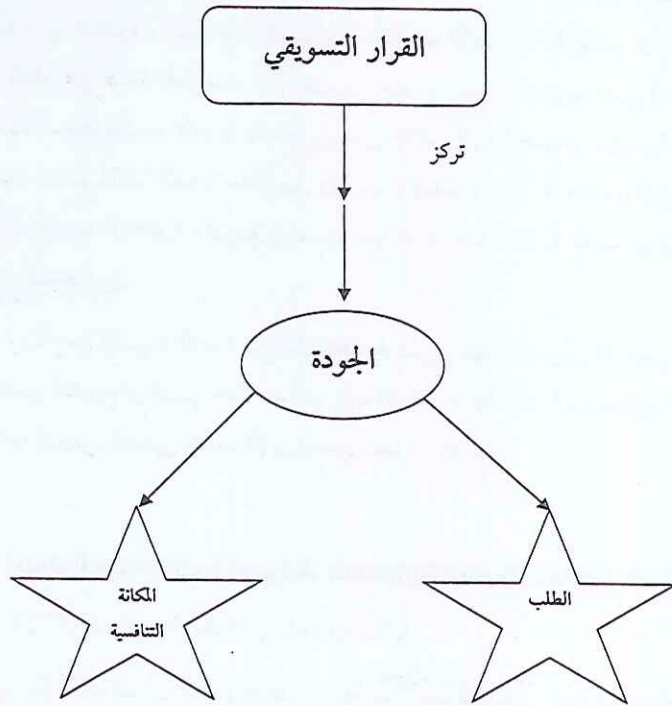 القرار التسويقي
تركز
الجودة
الطلب
المكانة
التنافسية